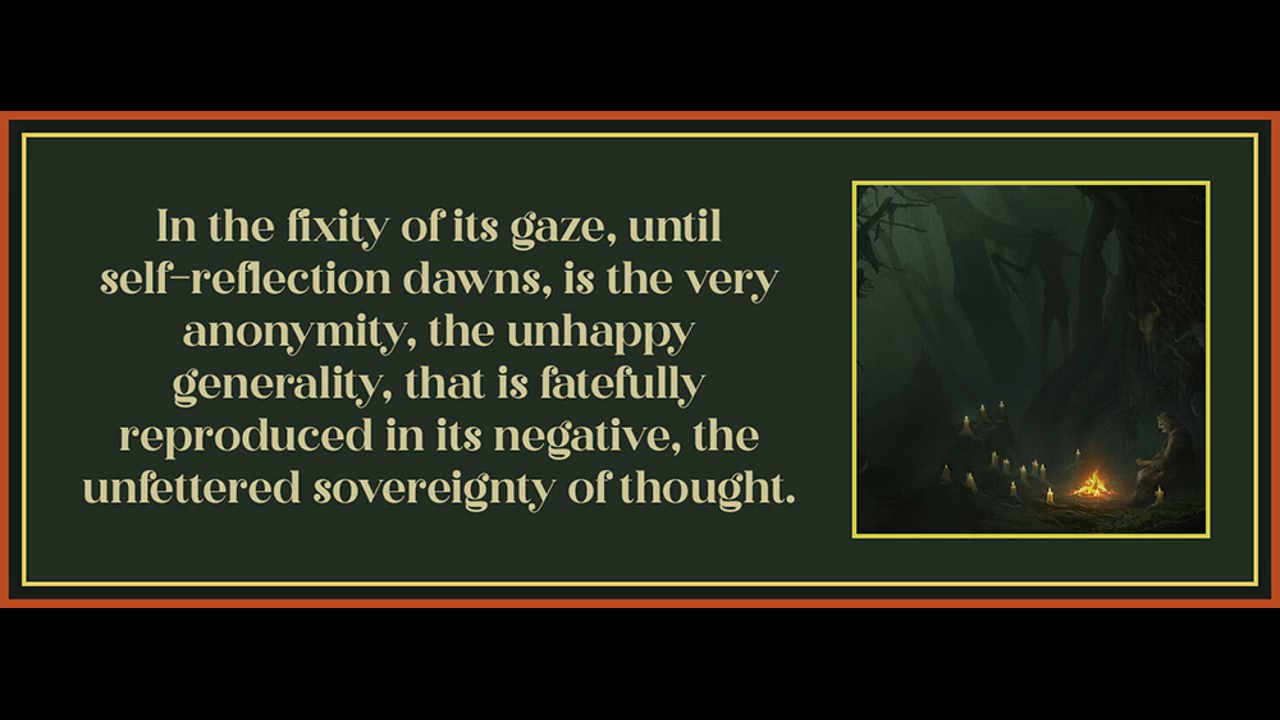 In the fixity of its gaze, until
self-reflection dawns, is the very
anonymity, the unhappy
generality, that is fatefully
reproduced in its negative, the
unfettered sovereignty of thought.